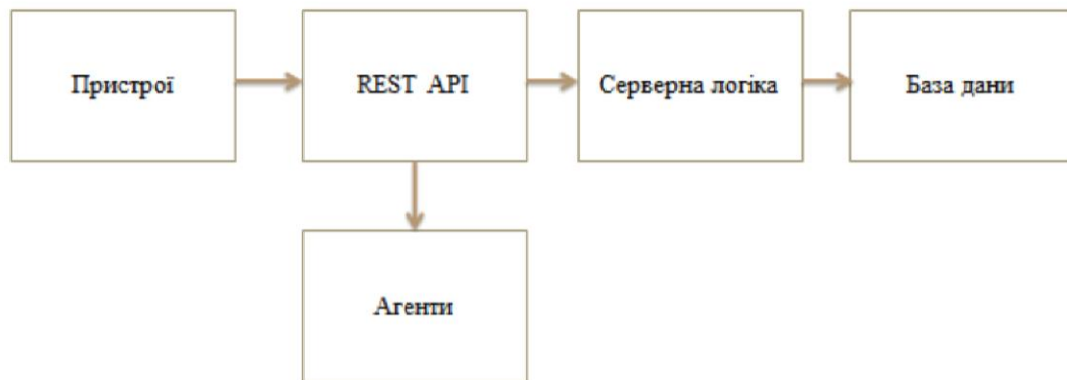 Пристрої
REST API
Серверна логіка
База дани
Агенти